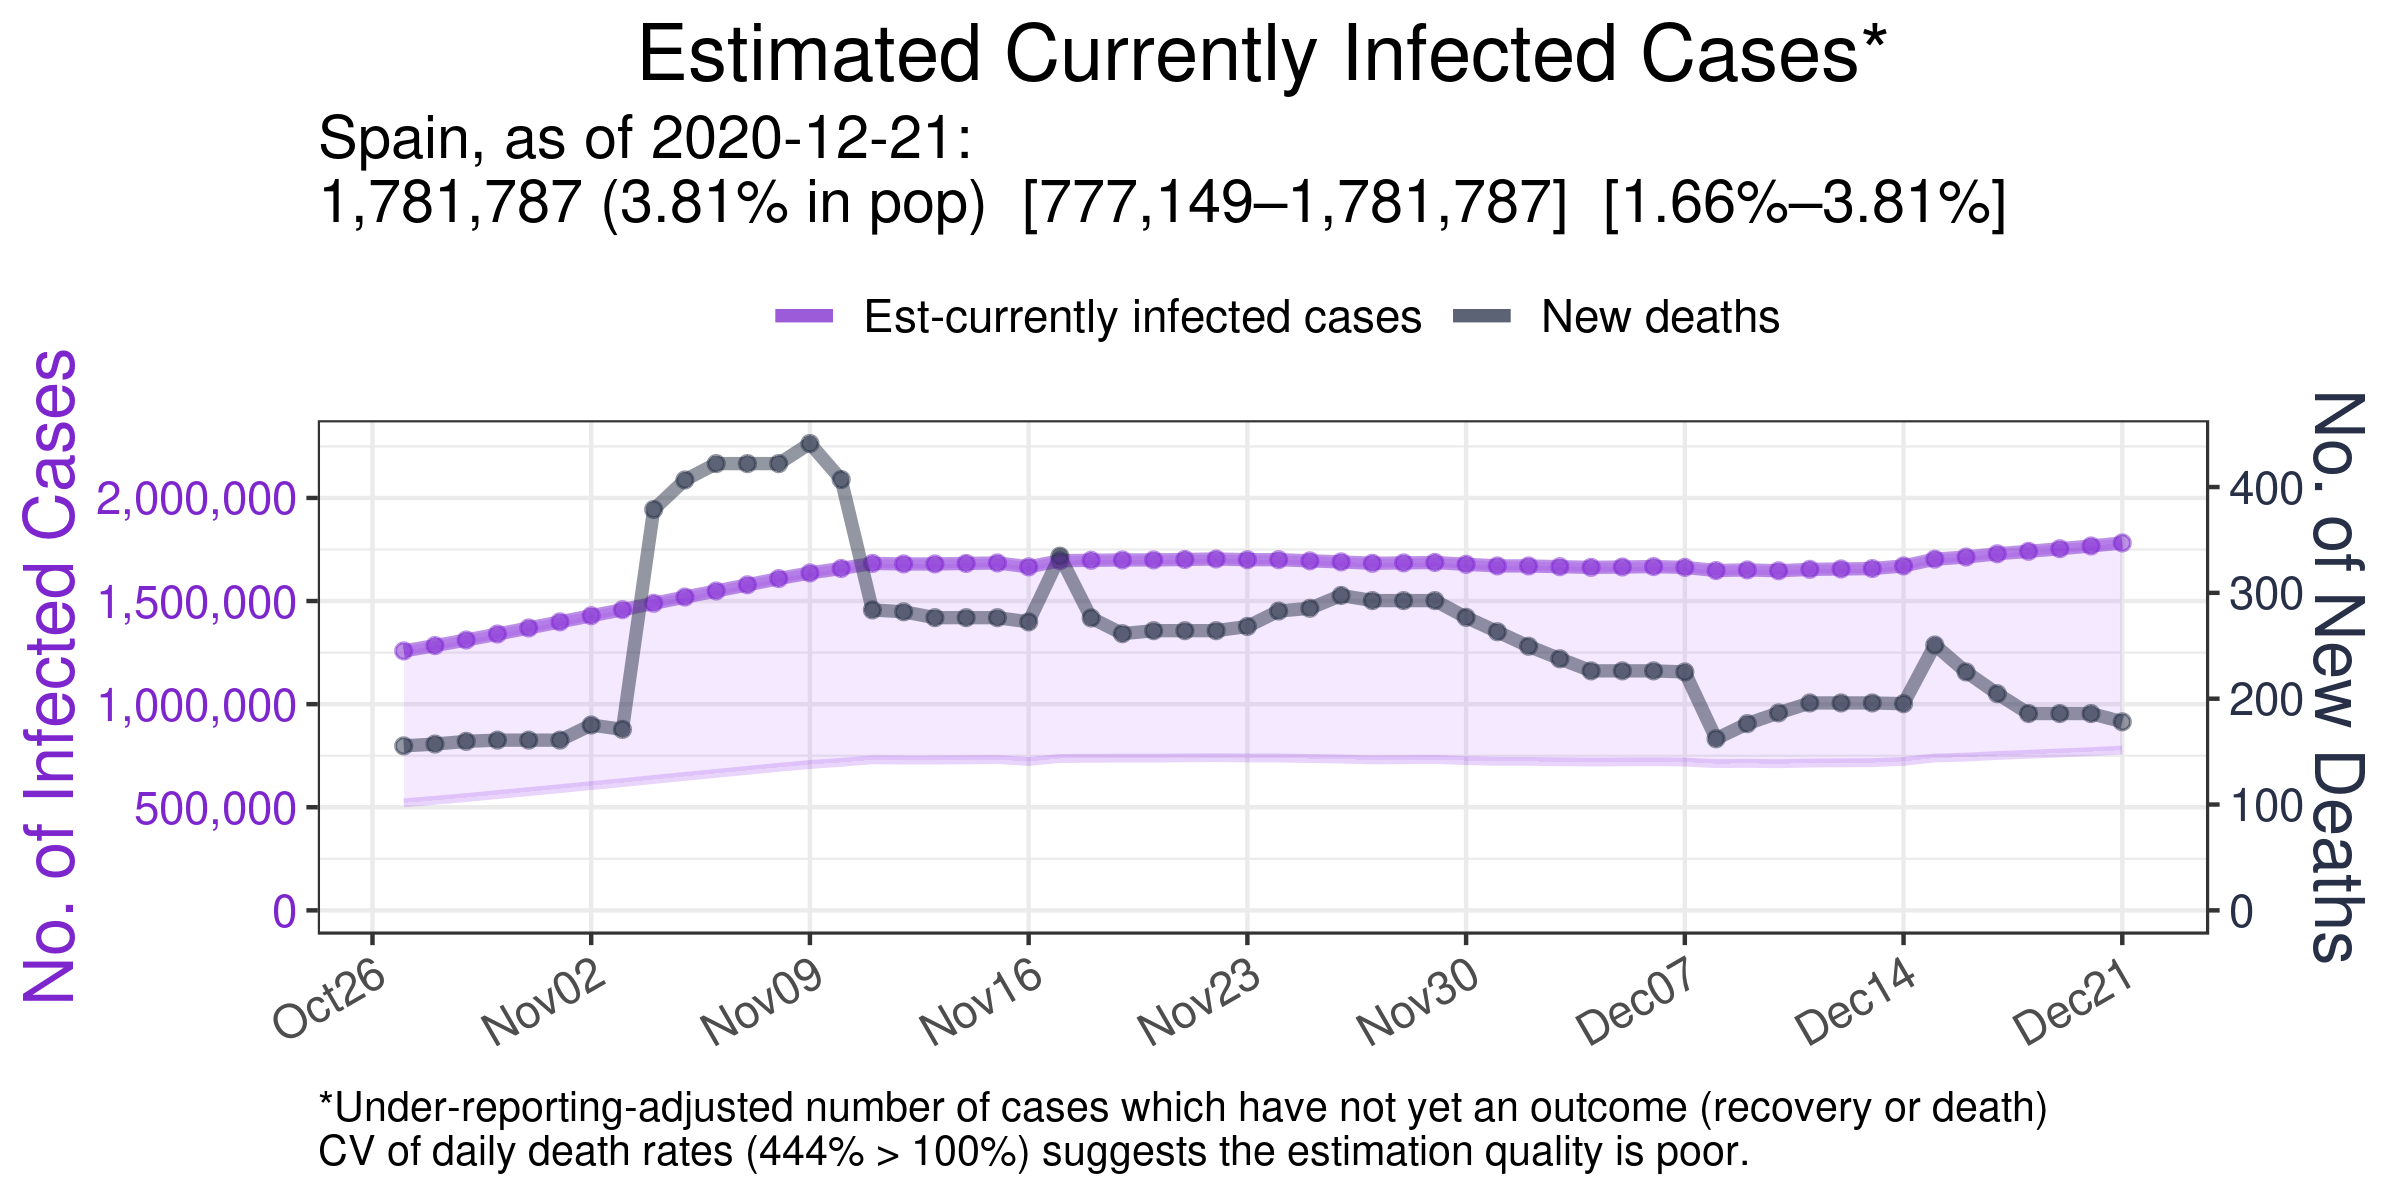 Estimated Currently Infected Cases*
Spain, as of 2020-12-21:
1,781,787 (3.81% in pop) [777,149–1,781,787] [1.66%–3.81%]
Est-currently infected cases
New deaths
No. of Infected Cases
2,000,000
1,500,000
1,000,000
500,000
0
400
300
200
100
0
No. of New Deaths
Oct26
Nov02
Nov09
Nov16
Nov23
Nov30
Dec07
Dec14
Dec21
*Under-reporting-adjusted number of cases which have not yet an outcome (recovery or death)
CV of daily death rates (444% > 100%) suggests the estimation quality is poor.